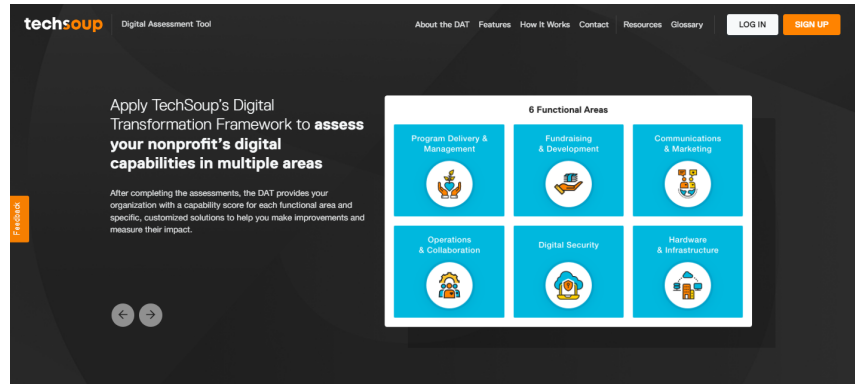 techsoup Digital Assessment Tool About the DAT Features How It Works Contact Resources Glossary LOG IN SIGN UP
Apply TechSoup's Digital
Transformation Framework to assess
your nonprofit's digital
capabilities in multiple areas
After completing the assessments, the DAT provides your
organization with a capability score for each functional area and
specific, customized solutions to help you make improvements and
measure their impact.
6 Functional Areas
Program Delivery &
Management
Fundraising
& Development
Communications
& Marketing
Operations
& Collaboration
Digital Security
Hardware
& Infrastructure
Feedback